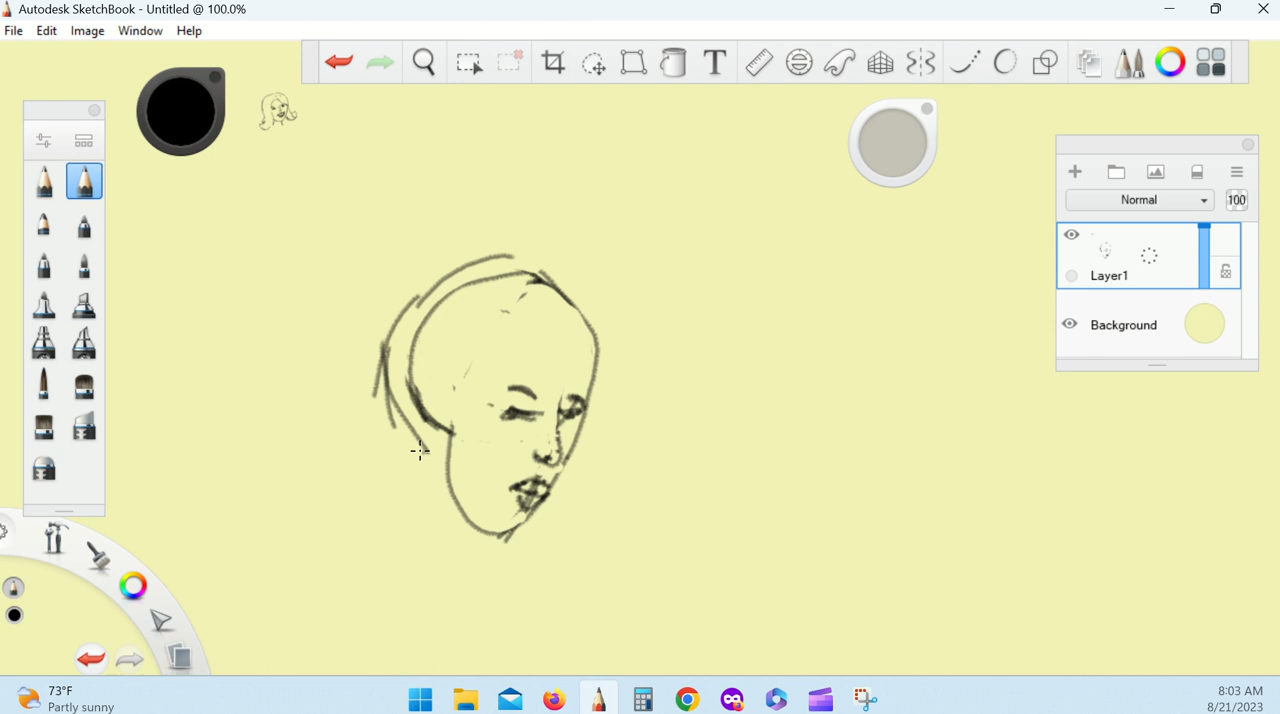 Autodesk SketchBook - Untitled @ 100.0%
File Edit Image Window Help
T
Normal 100
Layer1
Background
73°F
Partly sunny
8:03 AM
8/21/2023